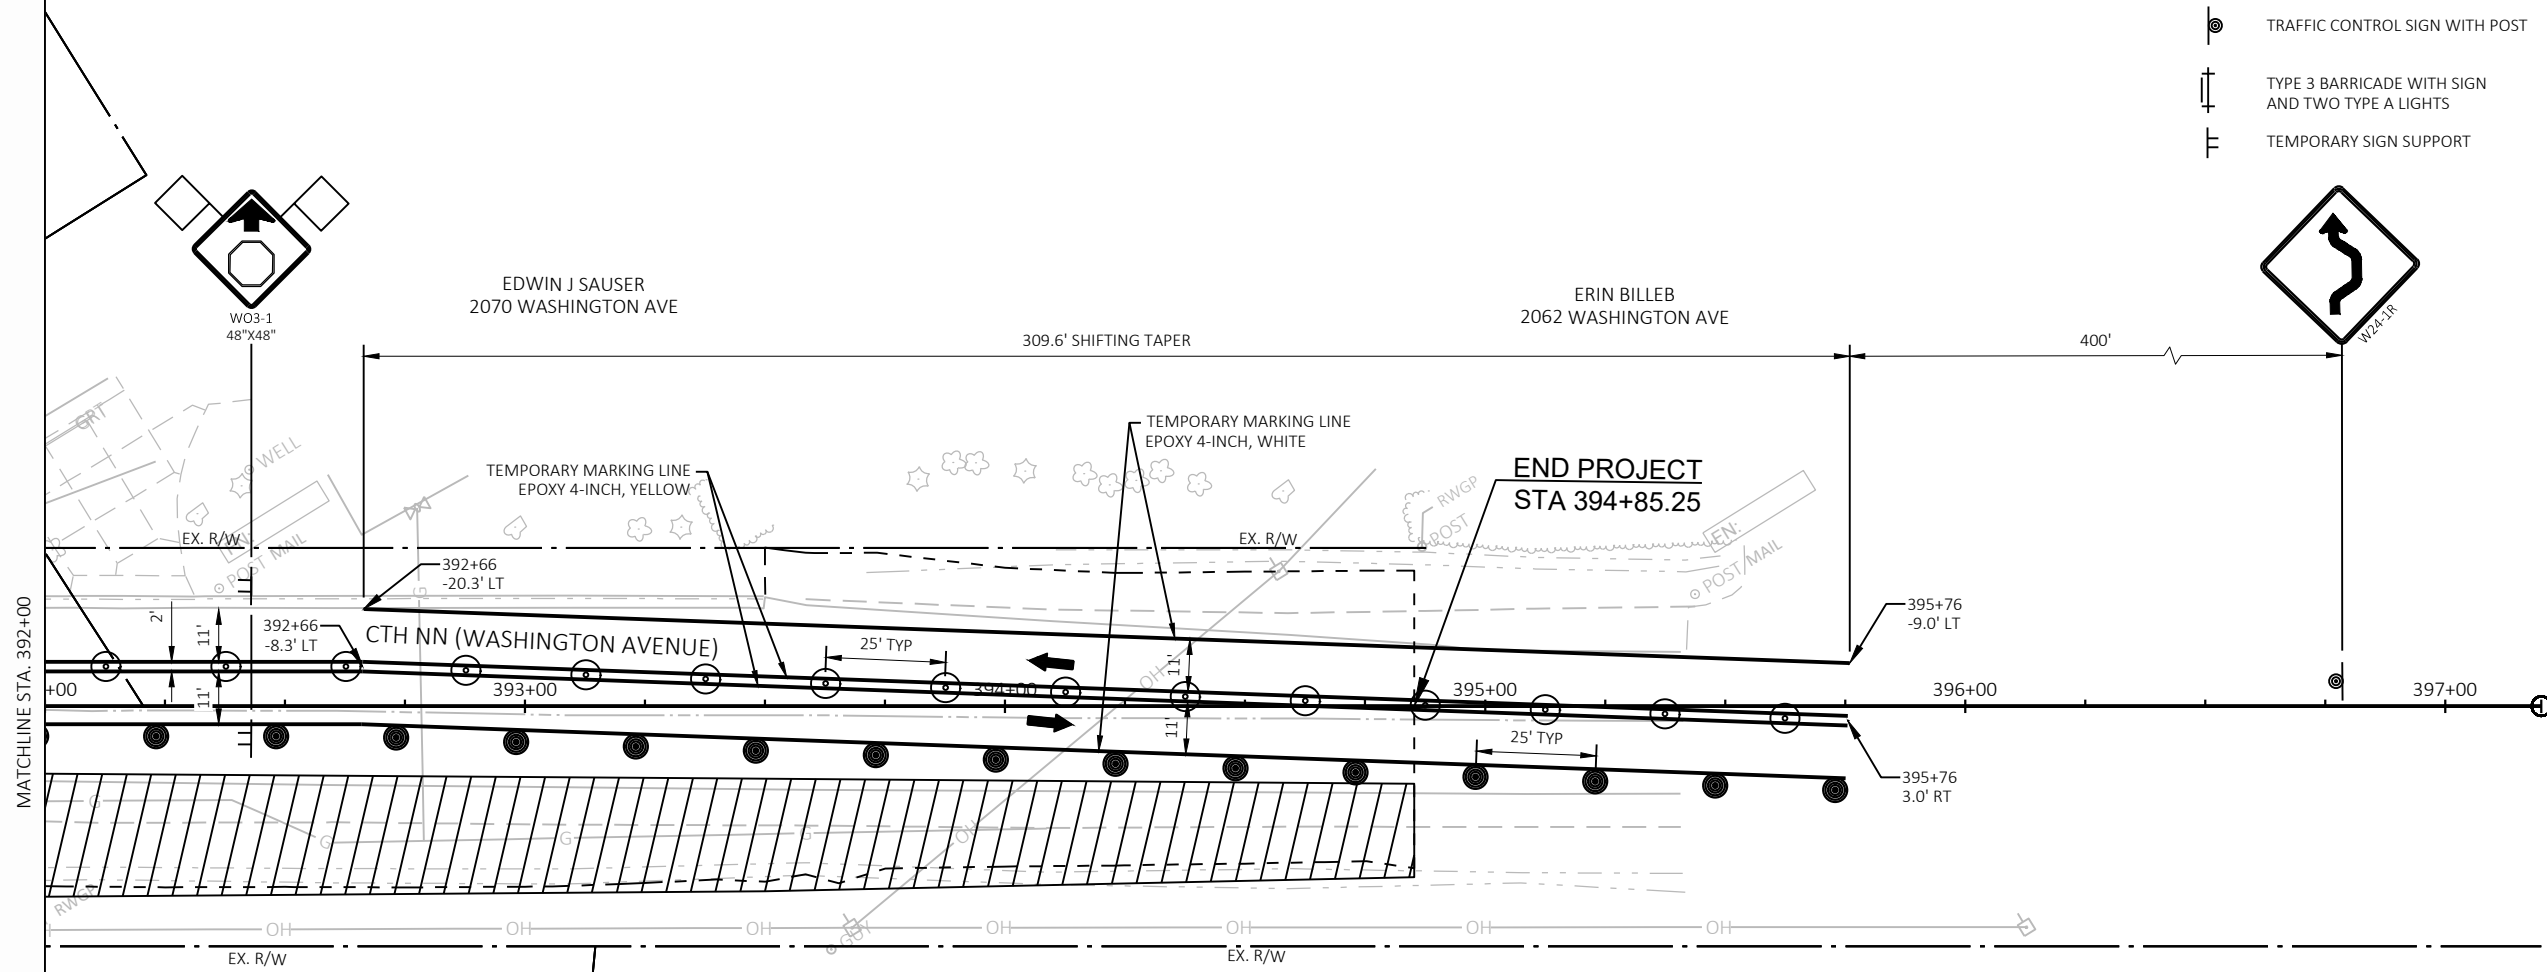 TRAFFIC CONTROL SIGN WITH POST
TYPE 3 BARRICADE WITH SIGN
AND TWO TYPE A LIGHTS
TEMPORARY SIGN SUPPORT
WO3-1
48"X48"
EDWIN J SAUSER
2070 WASHINGTON AVE
ERIN BILLEB
2062 WASHINGTON AVE
W24-1R
309.6' SHIFTING TAPER
400'
GRT
WELL
TEMPORARY MARKING LINE
EPOXY 4-INCH, WHITE
TEMPORARY MARKING LINE
EPOXY 4-INCH, YELLOW
END PROJECT
STA 394+85.25
RWGP
POST
EN:
POST/MAIL
EX. R/W
EN:
POST MAIL
EX. R/W
392+66
-20.3' LT
G
395+76
-9.0' LT
2'
11'
392+66
-8.3' LT
CTH NN (WASHINGTON AVENUE)
25' TYP
11'
OH
MATCHLINE STA. 392+00
+00
11'
393+00
394+00
395+00
396+00
397+00
11'
25' TYP
395+76
3.0' RT
G
G
G
G
OH
RWGP
OH
OH
OH
OH
OH
OH
OH
GUY
EX. R/W
EX. R/W